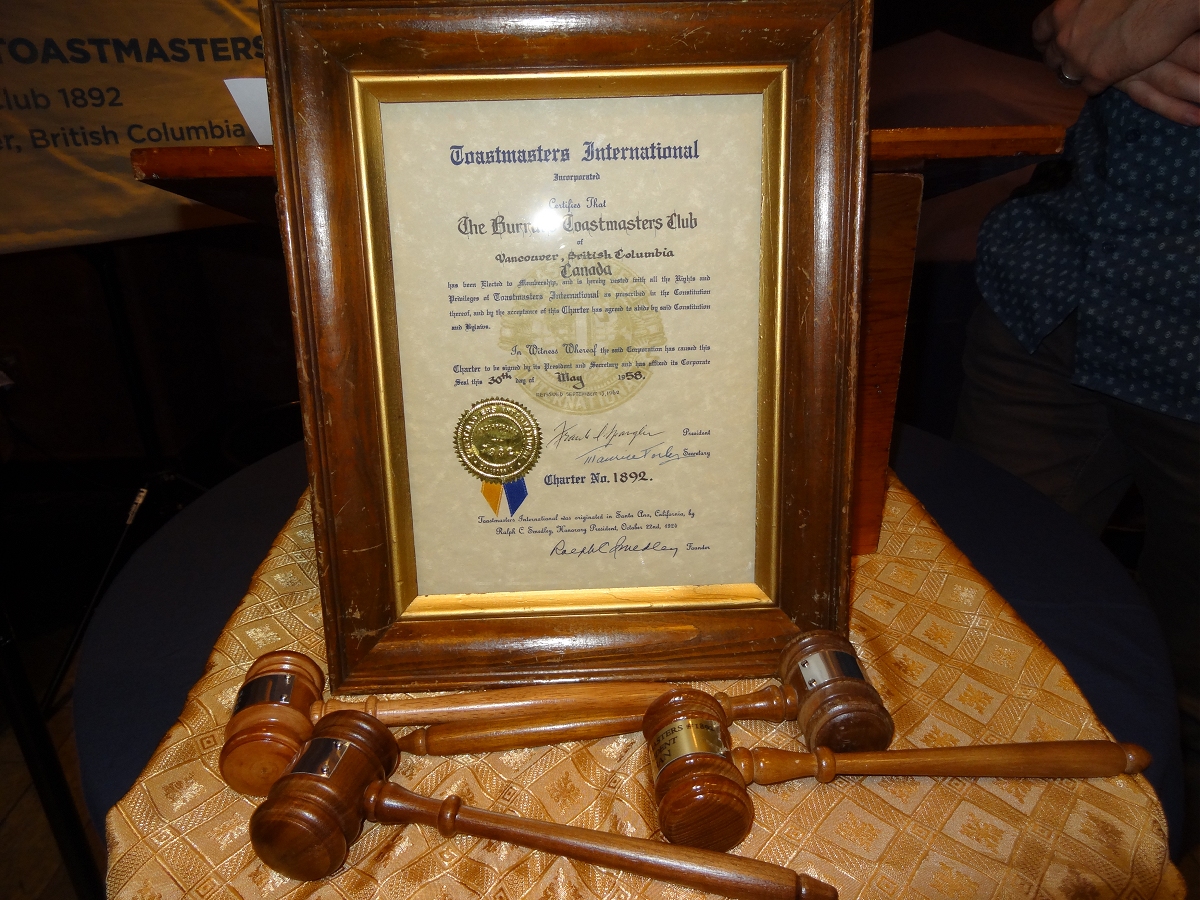 TOASTMASTERS
Club 1892
r, British Columbia
Toastmasters International
Incorporated
Certifies That
The Toastmasters Club
of
Vancouver, British Columbia
Canada
has been Elected to Membership, and is hereby vested with all the Rights and
Privileges of Toastmasters International as prescribed in the Constitution
thereof, and by the acceptance of this Charter has agreed to abide by said Constitution
and Bylaws.
In Witness Whereof the said Corporation has caused this
Charter to be signed by its President and Secretary and has affixed its Corporate
Seal this 30th day of May 1958.
President
Secretary
Charter No. 1892.
Toastmasters International was originated in Santa Ana, California, by
Ralph C. Smedley, Honorary President, October 22nd, 1924
Ralph C. Smedley Founder